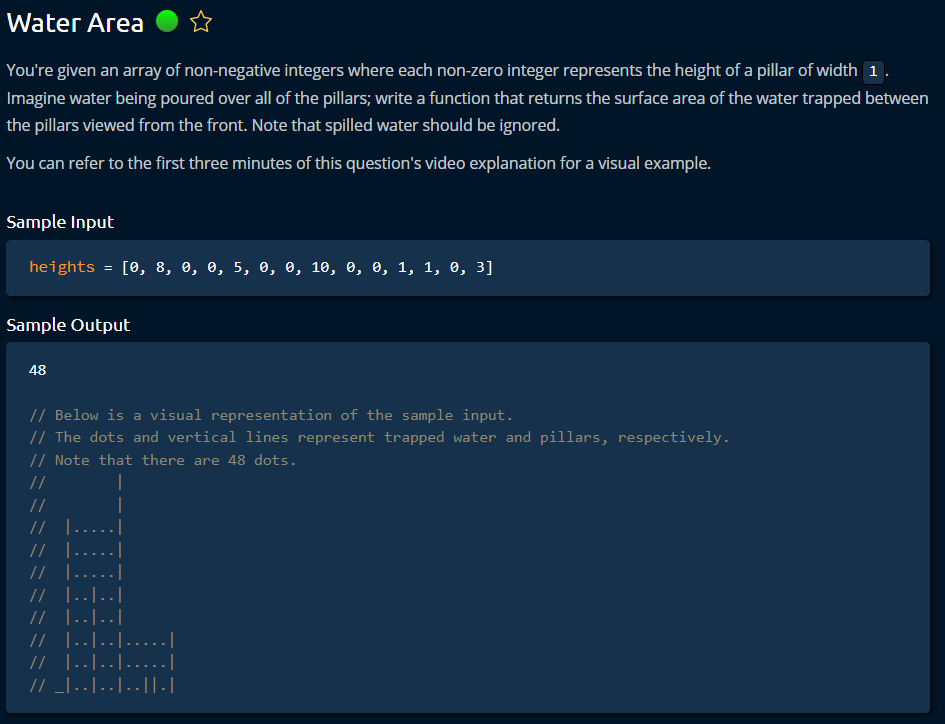 Water Area
You're given an array of non-negative integers where each non-zero integer represents the height of a pillar of width 1.
Imagine water being poured over all of the pillars; write a function that returns the surface area of the water trapped between
the pillars viewed from the front. Note that spilled water should be ignored.
You can refer to the first three minutes of this question's video explanation for a visual example.
Sample Input
heights = [0, 8, 0, 0, 5, 0, 0, 10, 0, 0, 1, 1, 0, 3]
Sample Output
48
// Below is a visual representation of the sample input.
// The dots and vertical lines represent trapped water and pillars, respectively.
// Note that there are 48 dots.
//        |
//        |
//  |.....|
//  |.....|
//  |.....|
//  |..|..|
//  |..|..|
//  |..|..|.....|
//  |..|..|.....|
// _|..|..|..||.|